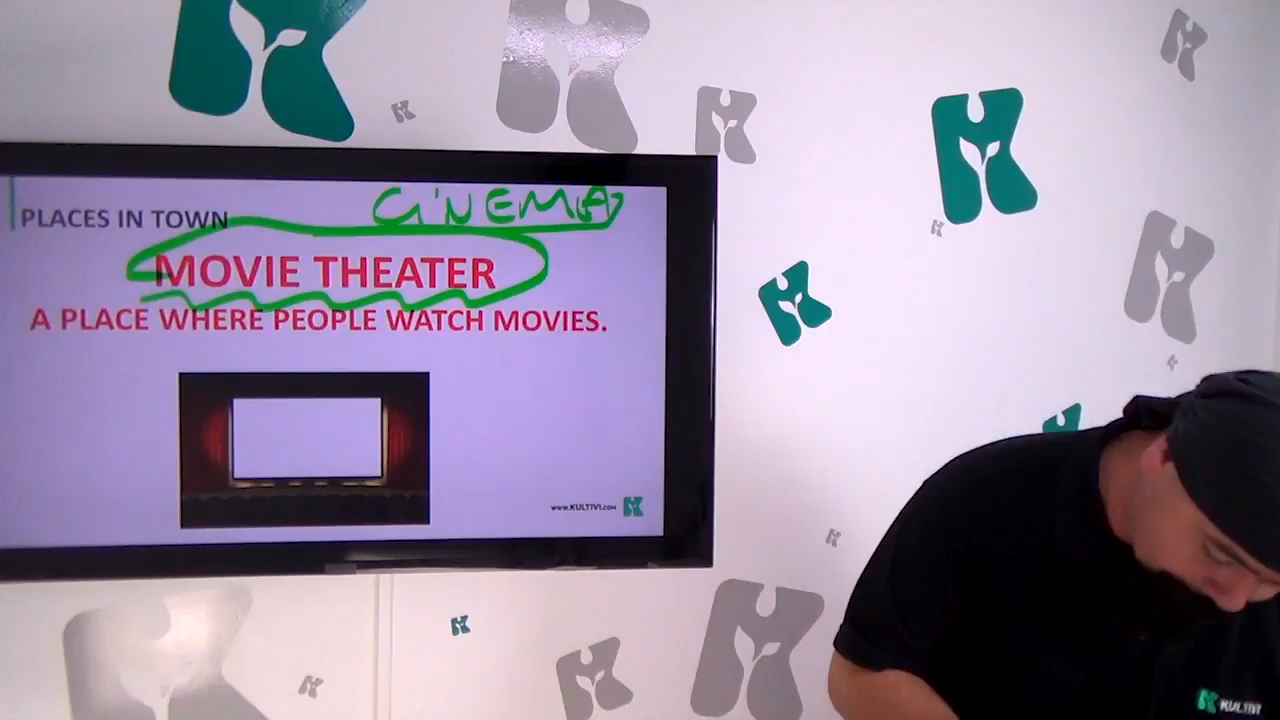 CINEMA
PLACES IN TOWN
MOVIE THEATER
A PLACE WHERE PEOPLE WATCH MOVIES.
WWW.KULTIVI.COM
KULTIVI